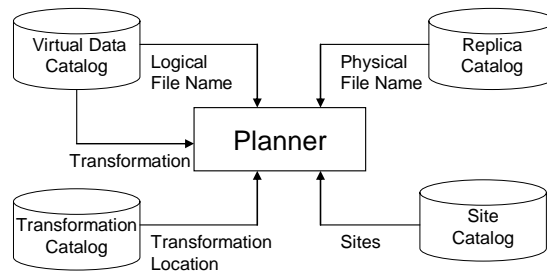 Virtual Data
Catalog
Logical
File Name
Physical
File Name
Replica
Catalog
Planner
Transformation
Transformation
Catalog
Transformation
Location
Sites
Site
Catalog